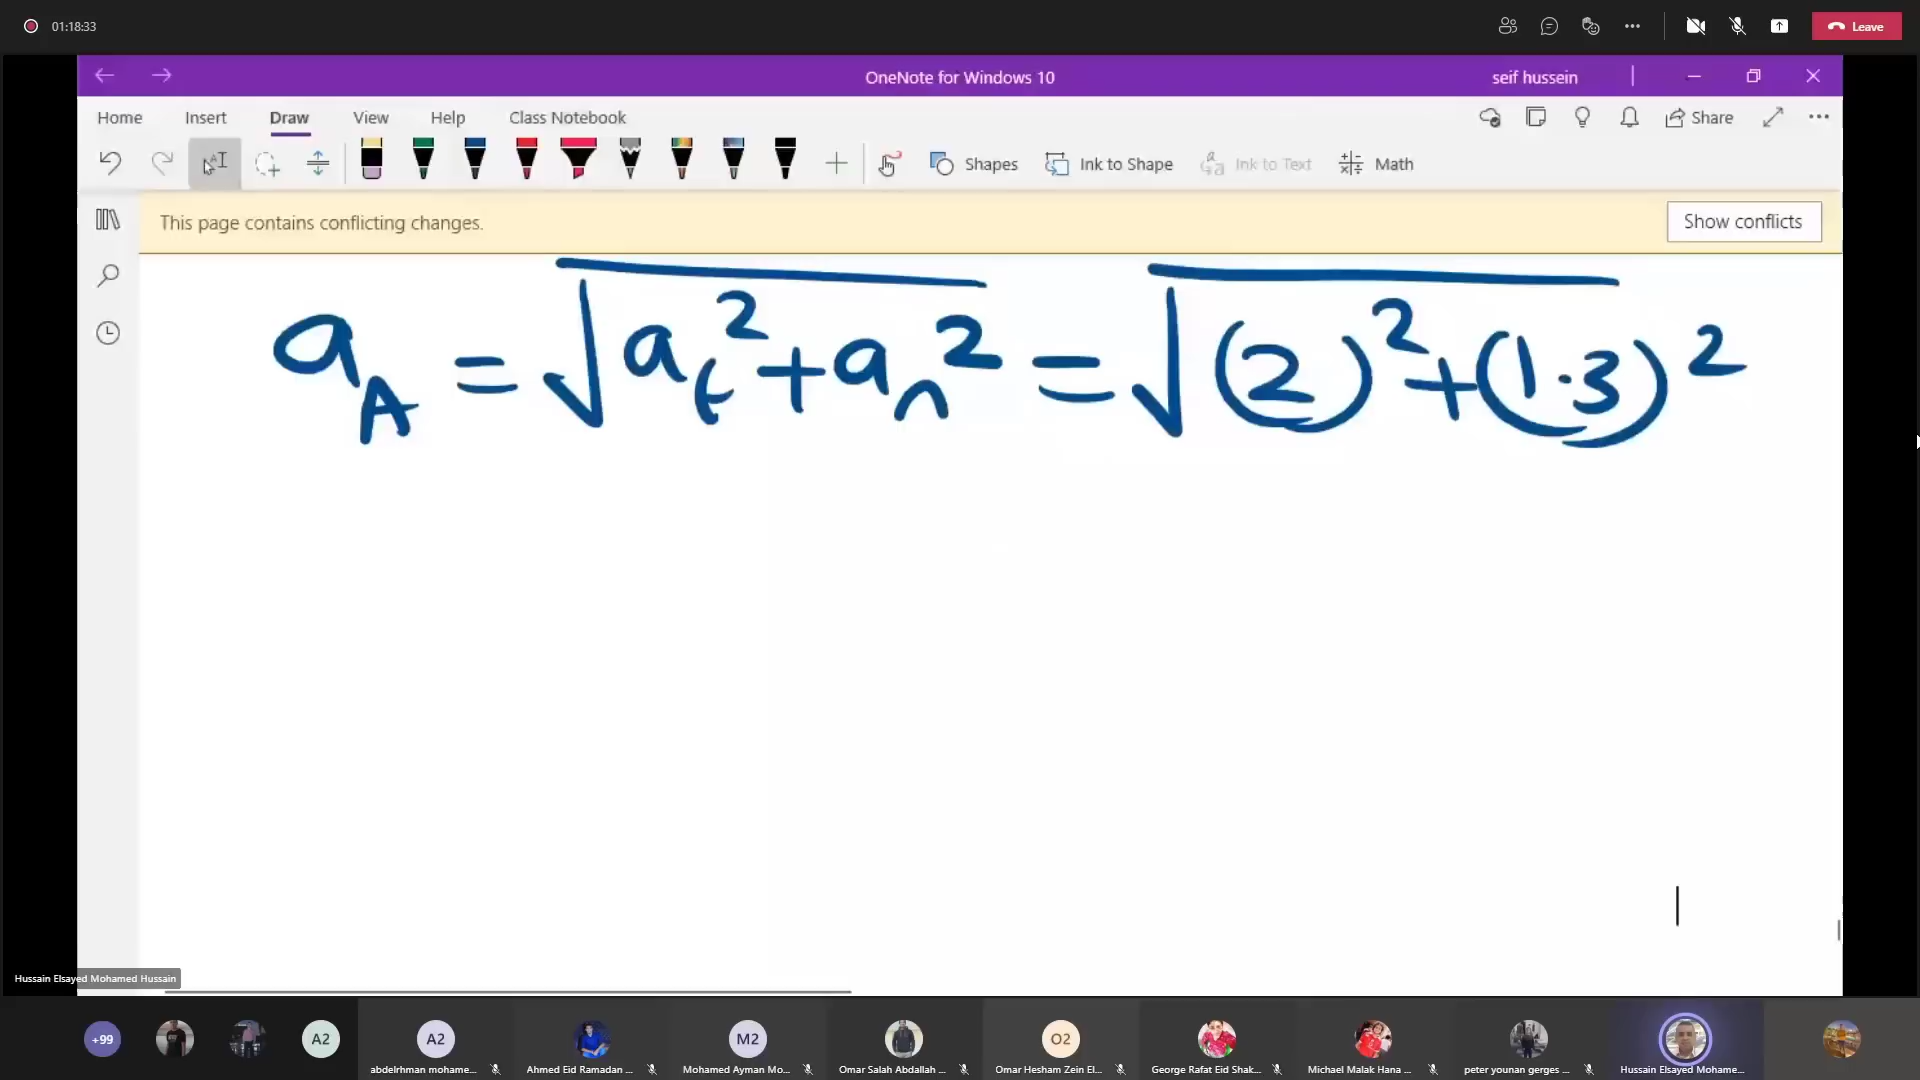 01:18:33
Leave
OneNote for Windows 10
seif hussein
Home Insert Draw View Help Class Notebook
Share
Shapes Ink to Shape Ink to Text Math
This page contains conflicting changes.
Show conflicts
a_A = √(a_t² + a_n²) = √((2)² + (1.3)²)
Hussain Elsayed Mohamed Hussain
+99 A2 A2 M2 O2
abdelrhman mohame... Ahmed Eid Ramadan ... Mohamed Ayman Mo... Omar Salah Abdallah ... Omar Hesham Zein El... George Rafat Eid Shak... Michael Malak Hana ... peter younan gerges ... Hussain Elsayed Mohame...